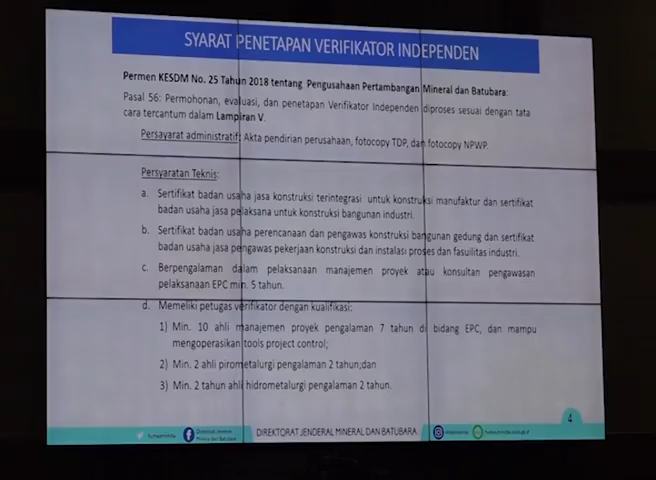 SYARAT PENETAPAN VERIFIKATOR INDEPENDEN
Permen KESDM No. 25 Tahun 2018 tentang Pengusahaan Pertambangan Mineral dan Batubara:
Pasal 56: Permohonan, evaluasi, dan penetapan Verifikator Independen diproses sesuai dengan tata
cara tercantum dalam Lampiran V.
Persayarat administratif: Akta pendirian perusahaan, fotocopy TDP, dan fotocopy NPWP.
Persyaratan Teknis:
a. Sertifikat badan usaha jasa konstruksi terintegrasi untuk konstruksi manufaktur dan sertifikat
badan usaha jasa pelaksana untuk konstruksi bangunan industri.
b. Sertifikat badan usaha perencanaan dan pengawas konstruksi bangunan gedung dan sertifikat
badan usaha jasa pengawas pekerjaan konstruksi dan instalasi proses dan fasuilitas industri.
c. Berpengalaman dalam pelaksanaan manajemen proyek atau konsultan pengawasan
pelaksanaan EPC min. 5 tahun.
d. Memeliki petugas verifikator dengan kualifikasi:
1) Min. 10 ahli manajemen proyek pengalaman 7 tahun di bidang EPC, dan mampu
mengoperasikan tools project control;
2) Min. 2 ahli pirometalurgi pengalaman 2 tahun;dan
3) Min. 2 tahun ahli hidrometalurgi pengalaman 2 tahun.
4
DIREKTORAT JENDERAL MINERAL DAN BATUBARA